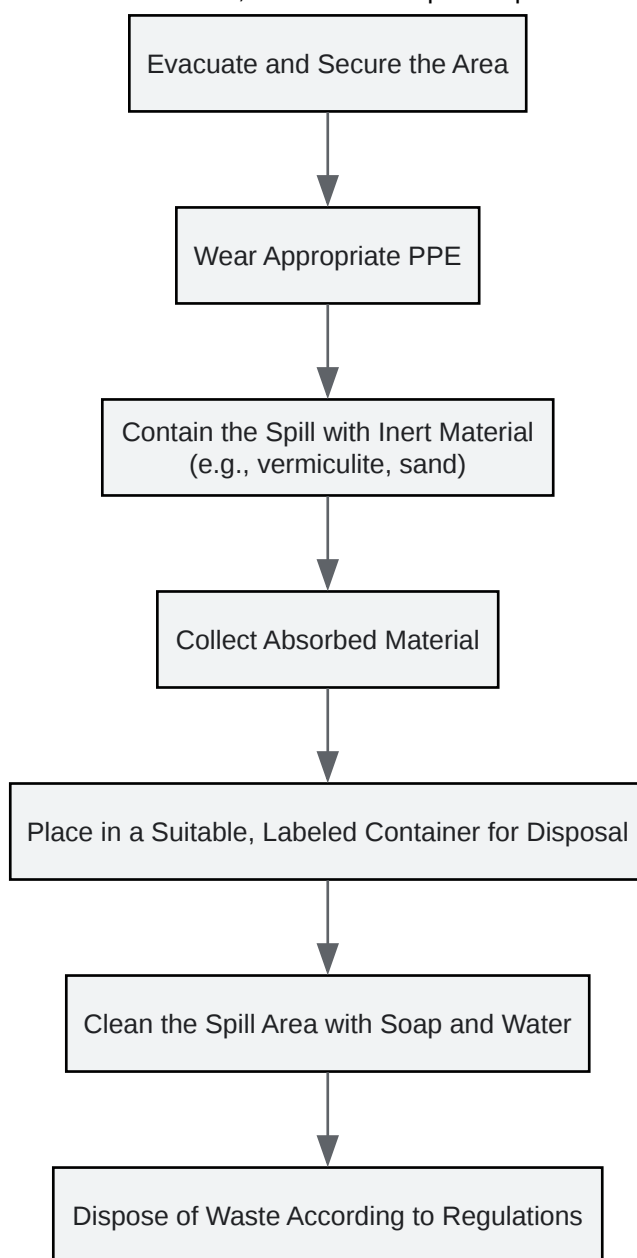 Evacuate and Secure the Area
Wear Appropriate PPE
Contain the Spill with Inert Material
(e.g., vermiculite, sand)
Collect Absorbed Material
Place in a Suitable, Labeled Container for Disposal
Clean the Spill Area with Soap and Water
Dispose of Waste According to Regulations